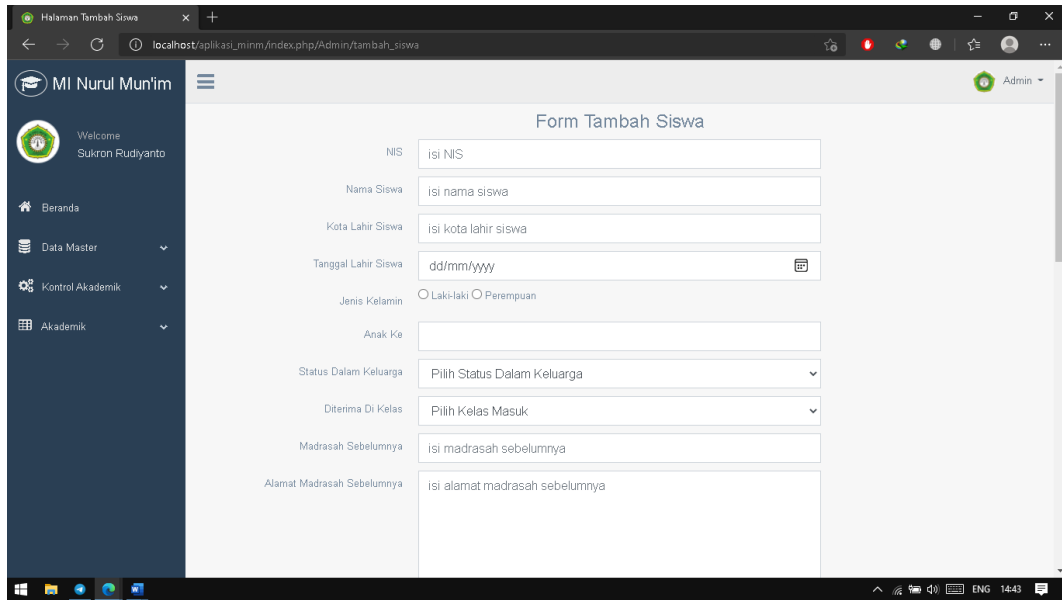 Halaman Tambah Siswa
localhost/aplikasi_minm/index.php/Admin/tambah_siswa
MI Nurul Mun'im
Admin
Welcome
Sukron Rudiyanto
Beranda
Data Master
Kontrol Akademik
Akademik
Form Tambah Siswa
NIS isi NIS
Nama Siswa isi nama siswa
Kota Lahir Siswa isi kota lahir siswa
Tanggal Lahir Siswa dd/mm/yyyy
Jenis Kelamin Laki-laki Perempuan
Anak Ke
Status Dalam Keluarga Pilih Status Dalam Keluarga
Diterima Di Kelas Pilih Kelas Masuk
Madrasah Sebelumnya isi madrasah sebelumnya
Alamat Madrasah Sebelumnya isi alamat madrasah sebelumnya
ENG 14:43